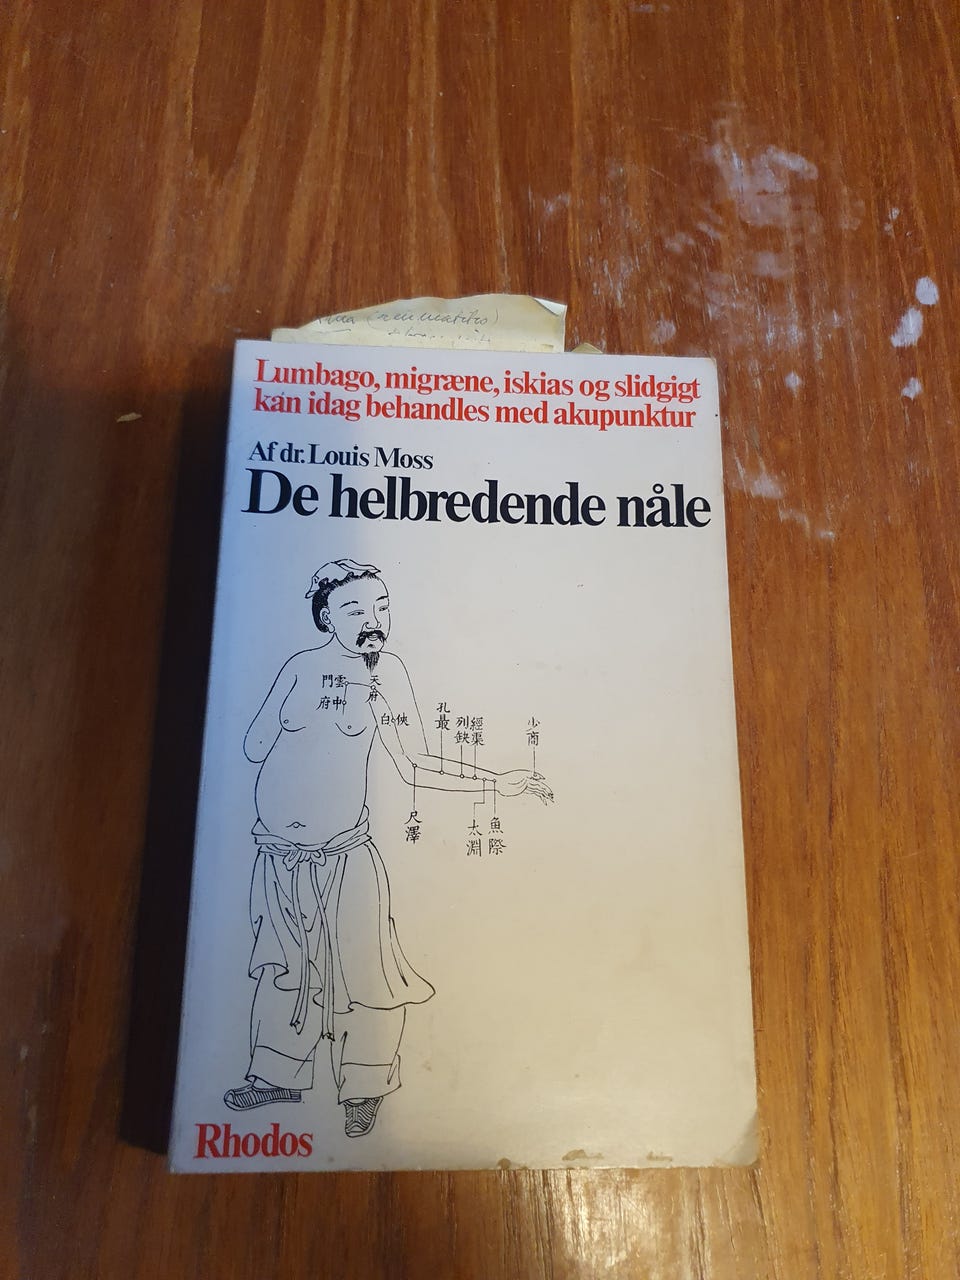 (reumatitis)
Lumbago, migræne, iskias og slidgigt
kan idag behandles med akupunktur
Af dr. Louis Moss
De helbredende nåle
門雲
府中
天府
白俠
孔最
列缺
經渠
少商
尺澤
太淵
魚際
Rhodos